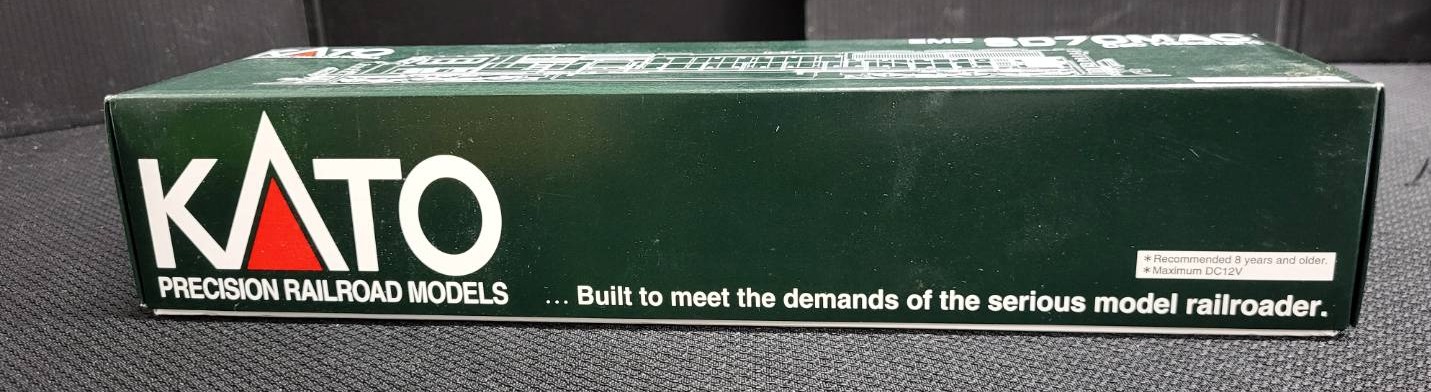 KATO
EMD SD70MAC
KATO
PRECISION RAILROAD MODELS
... Built to meet the demands of the serious model railroader.
*Recommended 8 years and older.
*Maximum DC12V